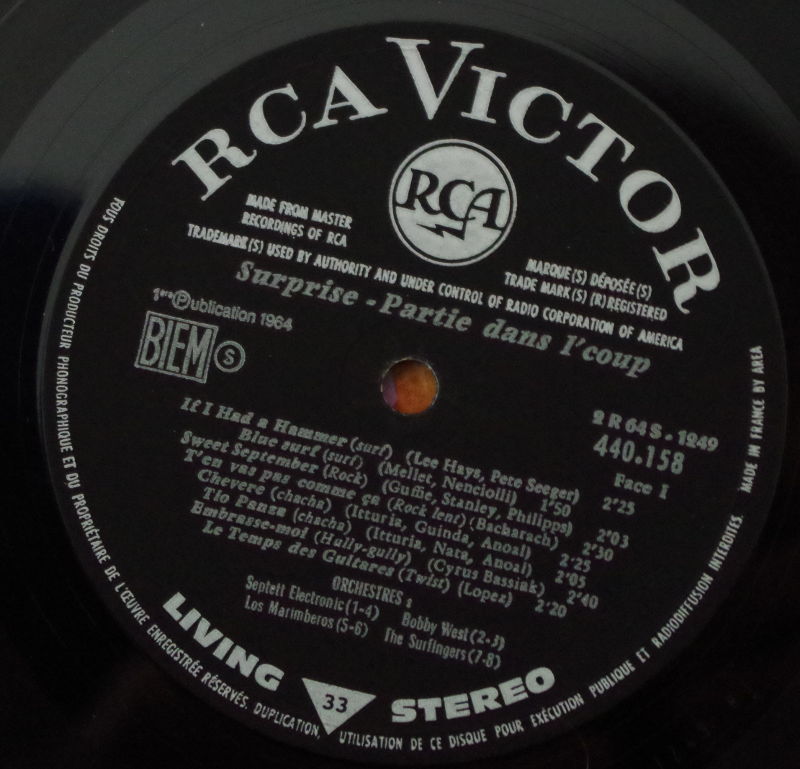 RCA VICTOR
RCA
MADE FROM MASTER
RECORDINGS OF RCA
MARQUE(S) DÉPOSÉE(S)
TRADE MARK(S) (R) REGISTERED
TRADEMARK(S) USED BY AUTHORITY AND UNDER CONTROL OF RADIO CORPORATION OF AMERICA
Surprise - Partie dans l'coup
1ère Ⓟublication 1964
BIEM S
2 R 64 S - 1249
440.158
Face 1
If I Had a Hammer (surf) (Lee Hays, Pete Seeger) 2'25
Blue surf (surf) (Mellet, Nenciolli) 1'50
Sweet September (Rock) (Guffie, Stanley, Philipps) 2'03
T'en vas pas comme ça (Rock lent) (Backarach) 2'30
Chevere (chacha) (Itturia, Guinda, Anoal) 2'25
Tio Panza (chacha) (Itturia, Nata, Anoal) 2'05
Embrasse-moi (Hully-gully) (Cyrus Bassiak) 2'40
Le Temps des Guitares (Twist) (Lopez) 2'20
ORCHESTRES :
Septett Electronic (1-4) Bobby West (2-3)
Los Marimberos (5-6) The Surfingers (7-8)
LIVING 33 STEREO
TOUS DROITS DU PRODUCTEUR PHONOGRAPHIQUE ET DU PROPRIÉTAIRE DE L'ŒUVRE ENREGISTRÉE RÉSERVÉS. DUPLICATION, UTILISATION DE CE DISQUE POUR EXÉCUTION PUBLIQUE ET RADIODIFFUSION INTERDITES. MADE IN FRANCE BY AREA